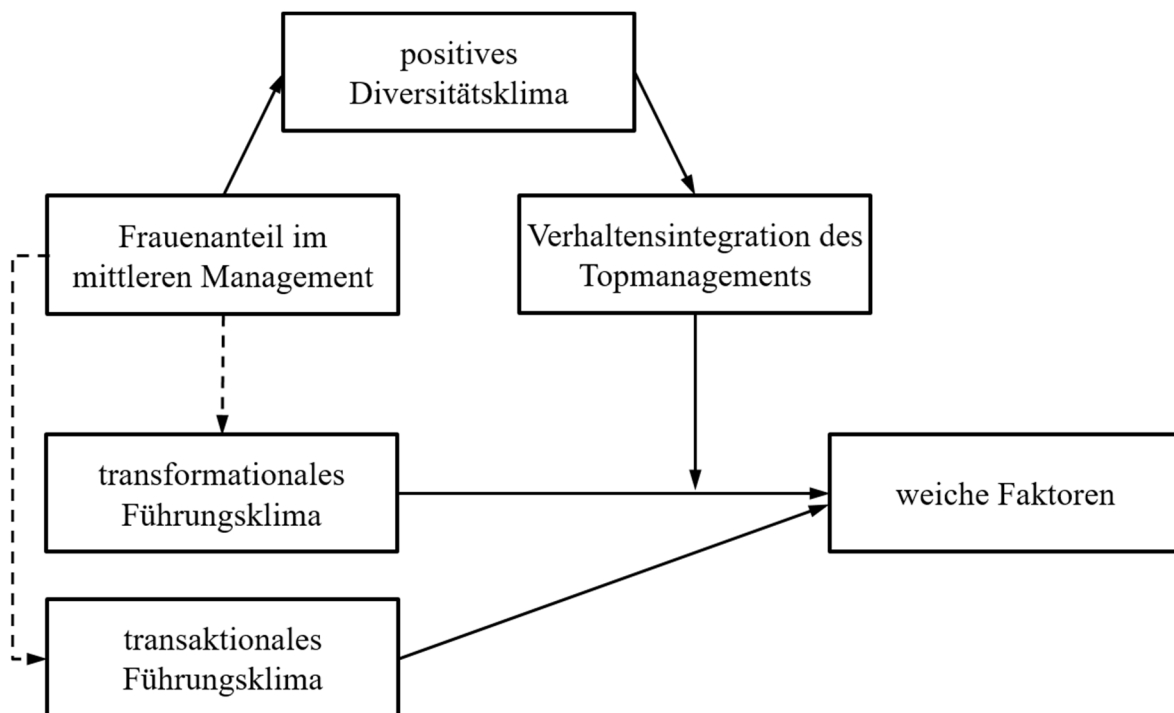 positives
Diversitätsklima
Frauenanteil im
mittleren Management
Verhaltensintegration des
Topmanagements
transformationales
Führungsklima
weiche Faktoren
transaktionales
Führungsklima